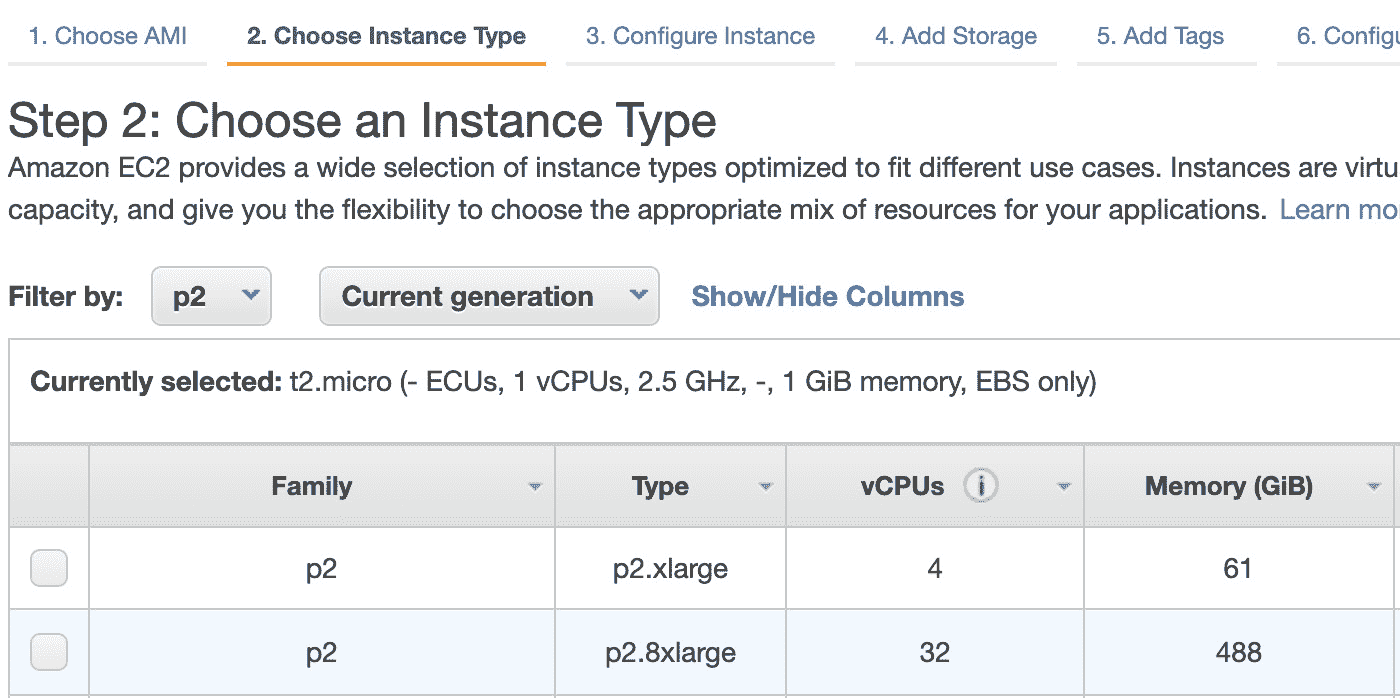 1. Choose AMI 2. Choose Instance Type 3. Configure Instance 4. Add Storage 5. Add Tags 6. Configu
Step 2: Choose an Instance Type
Amazon EC2 provides a wide selection of instance types optimized to fit different use cases. Instances are virtu
capacity, and give you the flexibility to choose the appropriate mix of resources for your applications. Learn mo
Filter by: p2 Current generation Show/Hide Columns
Currently selected: t2.micro (- ECUs, 1 vCPUs, 2.5 GHz, -, 1 GiB memory, EBS only)
Family Type vCPUs i Memory (GiB)
p2 p2.xlarge 4 61
p2 p2.8xlarge 32 488